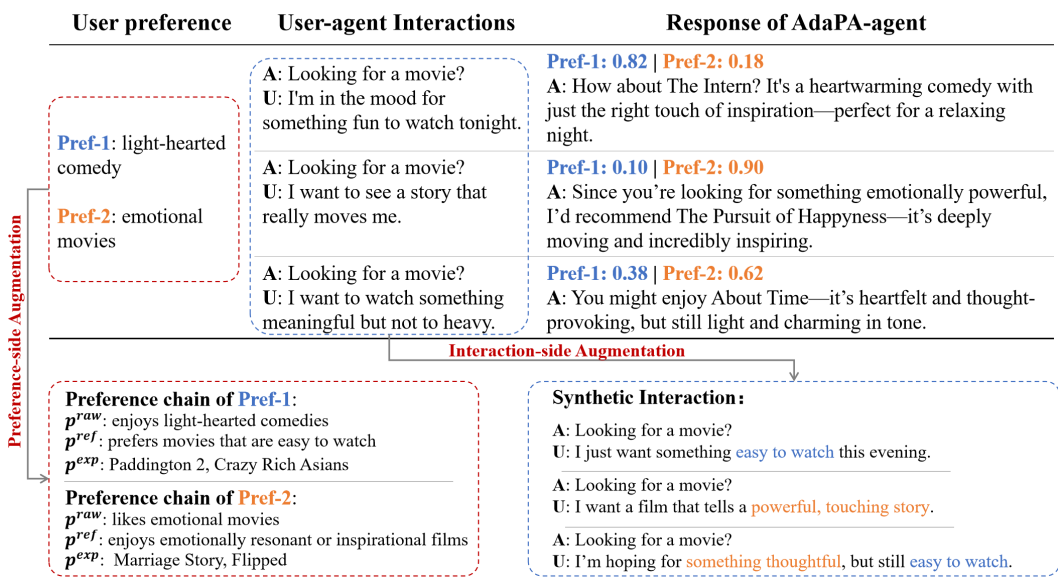 User preference
User-agent Interactions
Response of AdaPA-agent
Pref-1: light-hearted
comedy
Pref-2: emotional
movies
A: Looking for a movie?
U: I'm in the mood for
something fun to watch tonight.
Pref-1: 0.82 | Pref-2: 0.18
A: How about The Intern? It's a heartwarming comedy with
just the right touch of inspiration—perfect for a relaxing
night.
A: Looking for a movie?
U: I want to see a story that
really moves me.
Pref-1: 0.10 | Pref-2: 0.90
A: Since you’re looking for something emotionally powerful,
I’d recommend The Pursuit of Happyness—it’s deeply
moving and incredibly inspiring.
A: Looking for a movie?
U: I want to watch something
meaningful but not to heavy.
Pref-1: 0.38 | Pref-2: 0.62
A: You might enjoy About Time—it’s heartfelt and thought-
provoking, but still light and charming in tone.
Preference-side Augmentation
Interaction-side Augmentation
Preference chain of Pref-1:
p^raw: enjoys light-hearted comedies
p^ref: prefers movies that are easy to watch
p^exp: Paddington 2, Crazy Rich Asians
Preference chain of Pref-2:
p^raw: likes emotional movies
p^ref: enjoys emotionally resonant or inspirational films
p^exp: Marriage Story, Flipped
Synthetic Interaction:
A: Looking for a movie?
U: I just want something easy to watch this evening.
A: Looking for a movie?
U: I want a film that tells a powerful, touching story.
A: Looking for a movie?
U: I’m hoping for something thoughtful, but still easy to watch.